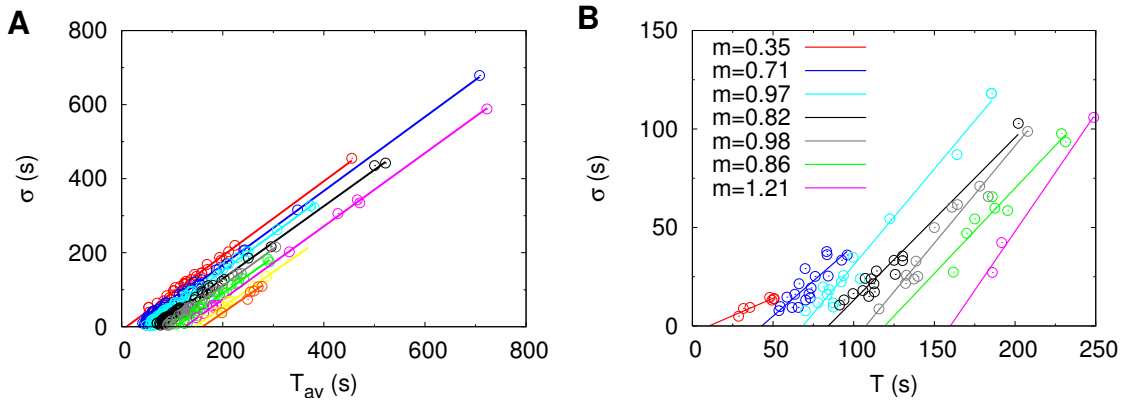 A
800
600
400
200
0
σ (s)
0 200 400 600 800
T_av (s)
B
150
100
50
0
σ (s)
m=0.35
m=0.71
m=0.97
m=0.82
m=0.98
m=0.86
m=1.21
0 50 100 150 200 250
T (s)